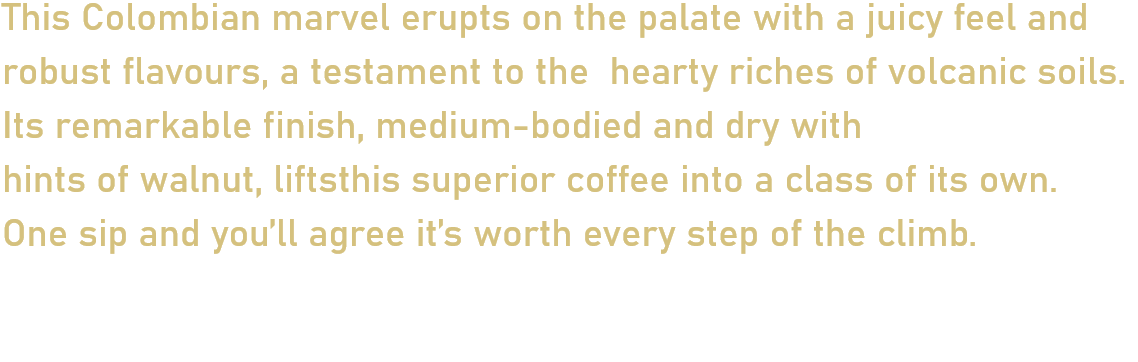 This Colombian marvel erupts on the palate with a juicy feel and
robust flavours, a testament to the  hearty riches of volcanic soils.
Its remarkable finish, medium-bodied and dry with
hints of walnut, liftsthis superior coffee into a class of its own.
One sip and you’ll agree it’s worth every step of the climb.